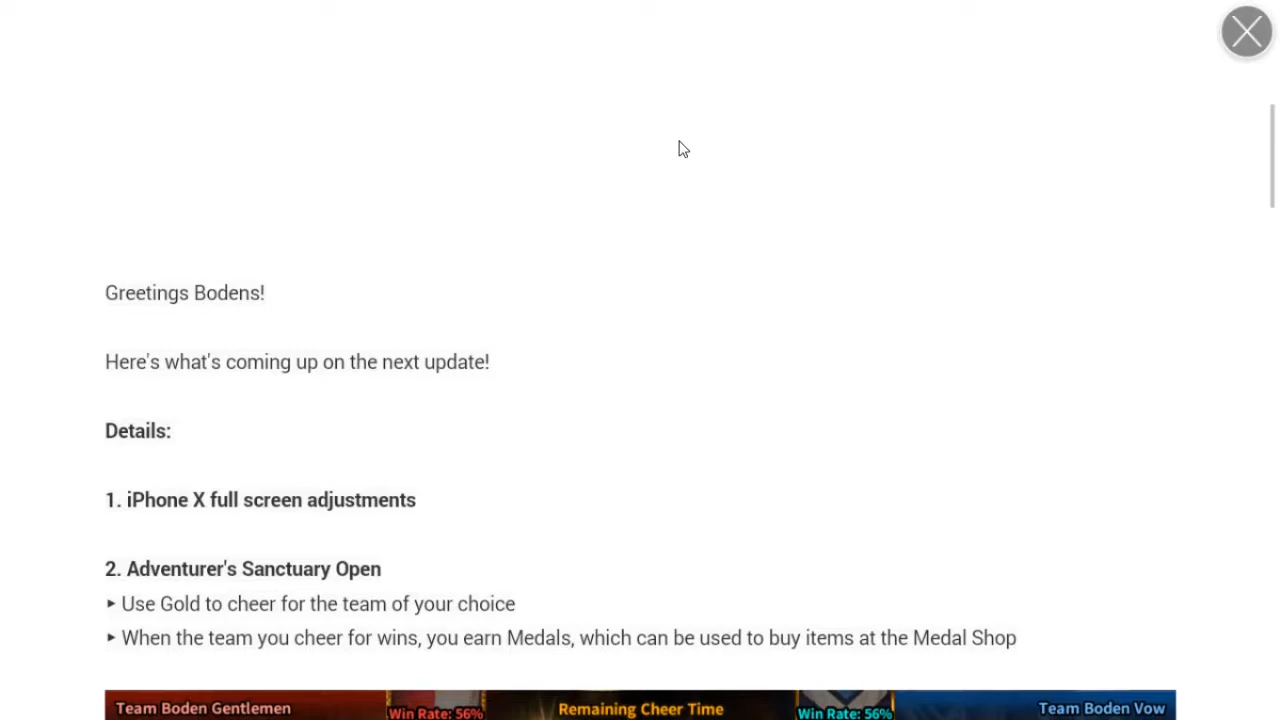 Greetings Bodens!
Here's what's coming up on the next update!
Details:
1. iPhone X full screen adjustments
2. Adventurer's Sanctuary Open
‣ Use Gold to cheer for the team of your choice
‣ When the team you cheer for wins, you earn Medals, which can be used to buy items at the Medal Shop
Team Boden Gentlemen Win Rate: 56% Remaining Cheer Time Win Rate: 56% Team Boden Vow